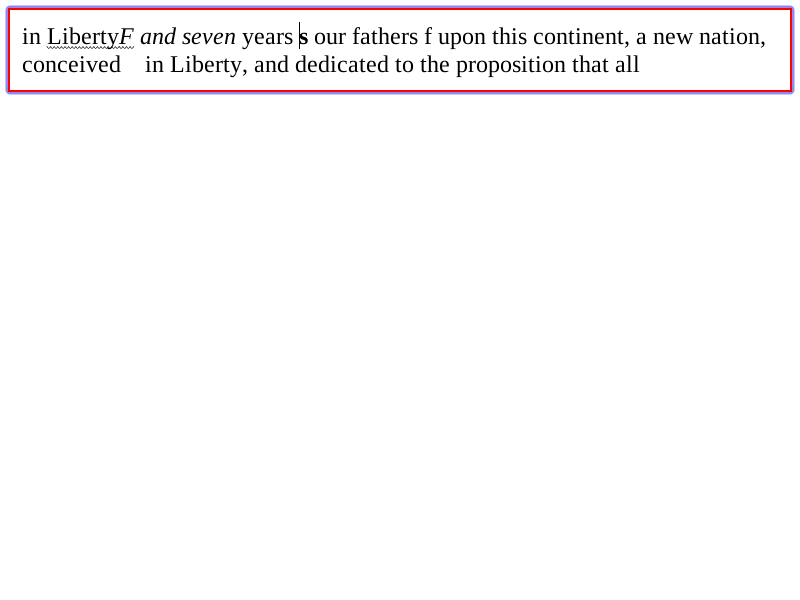 in LibertyF and seven years s our fathers f upon this continent, a new nation,
conceived    in Liberty, and dedicated to the proposition that all